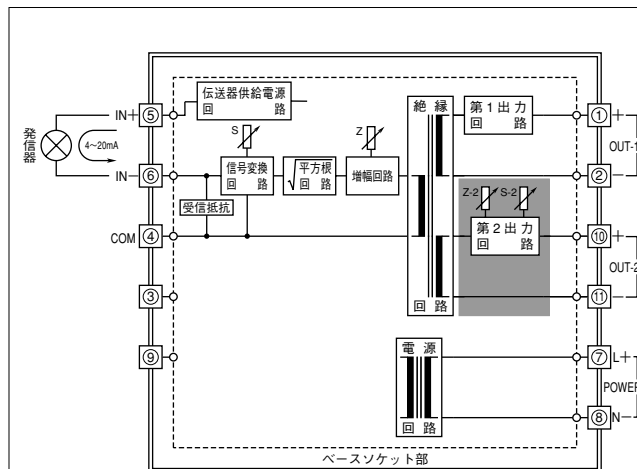 伝送器供給電源
回路
絶縁
第1出力
回路
IN+
⑤
①
+
S
Z
OUT-1
発信器
4〜20mA
信号変換
回路
√平方根
回路
増幅回路
IN−
⑥
②
−
受信抵抗
Z-2
S-2
COM
④
第2出力
回路
⑩
+
OUT-2
③
回路
⑪
−
⑨
電源
⑦
L+
POWER
回路
⑧
N−
ベースソケット部